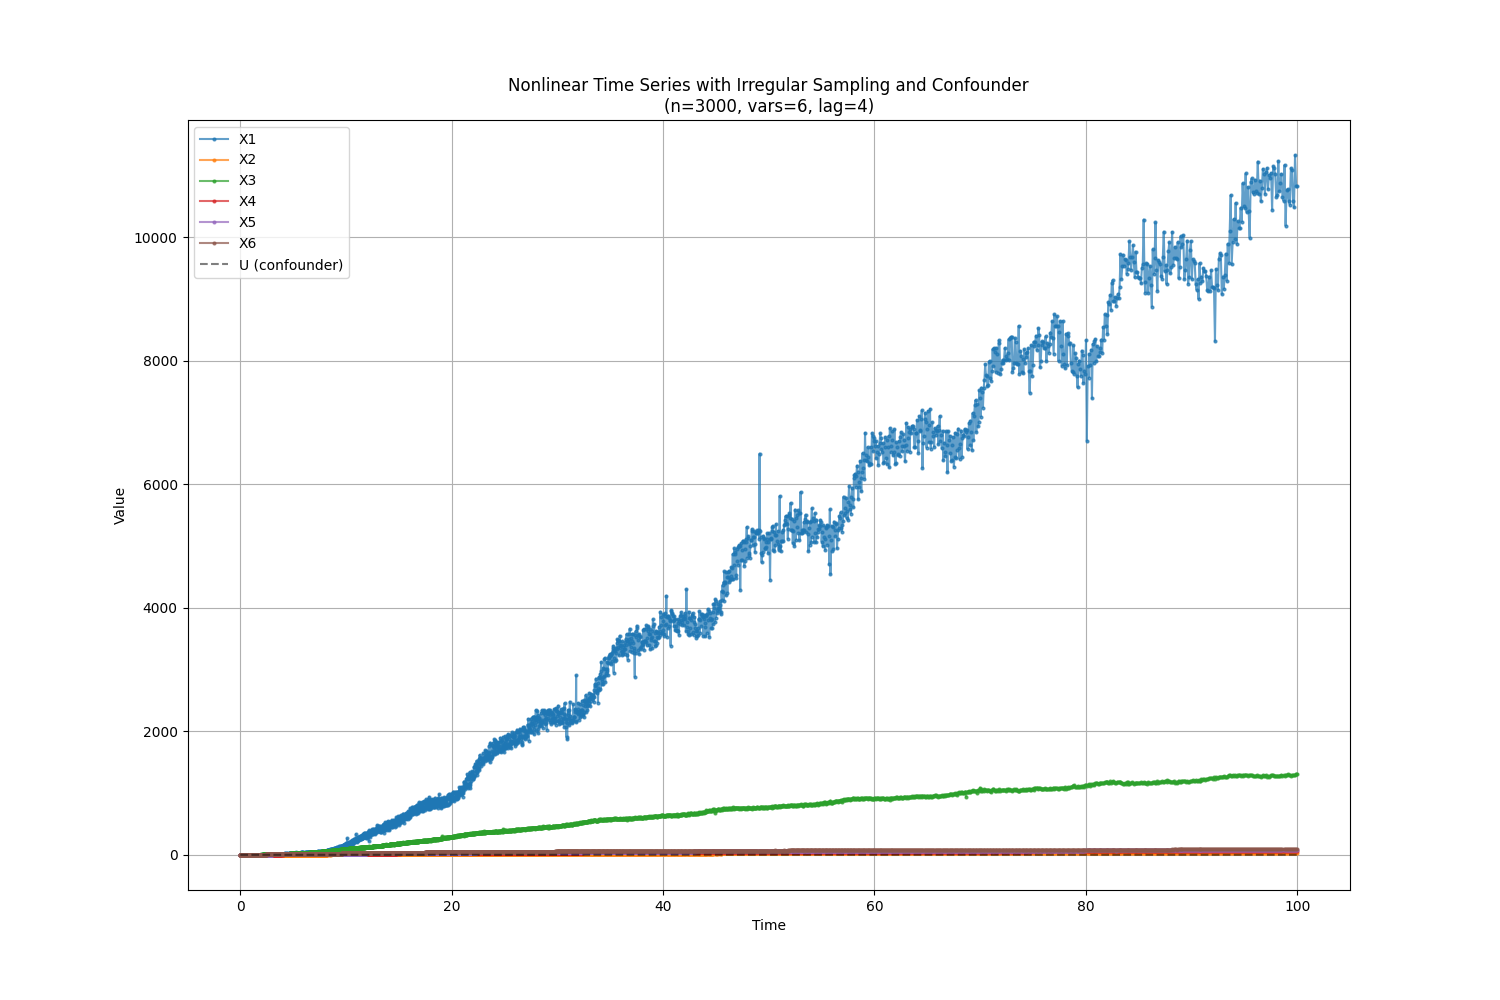 Nonlinear Time Series with Irregular Sampling and Confounder
(n=3000, vars=6, lag=4)
X1
X2
X3
X4
X5
X6
U (confounder)
Value
10000
8000
6000
4000
2000
0
0 20 40 60 80 100
Time